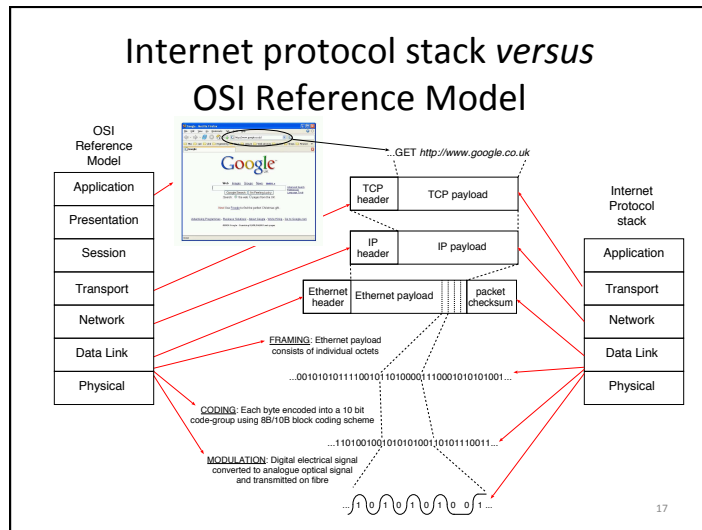 Internet protocol stack versus
OSI Reference Model
OSI
Reference
Model
Application
Presentation
Session
Transport
Network
Data Link
Physical
Google
...GET http://www.google.co.uk
TCP
header
TCP payload
IP
header
IP payload
Ethernet
header
Ethernet payload
packet
checksum
Internet
Protocol
stack
Application
Transport
Network
Data Link
Physical
FRAMING: Ethernet payload
consists of individual octets
...0010101011110010110100001110001010101001...
CODING: Each byte encoded into a 10 bit
code-group using 8B/10B block coding scheme
...11010010010101010011010101110011...
MODULATION: Digital electrical signal
converted to analogue optical signal
and transmitted on fibre
... 1 0 1 0 1 0 1 0 0 1 ...
17